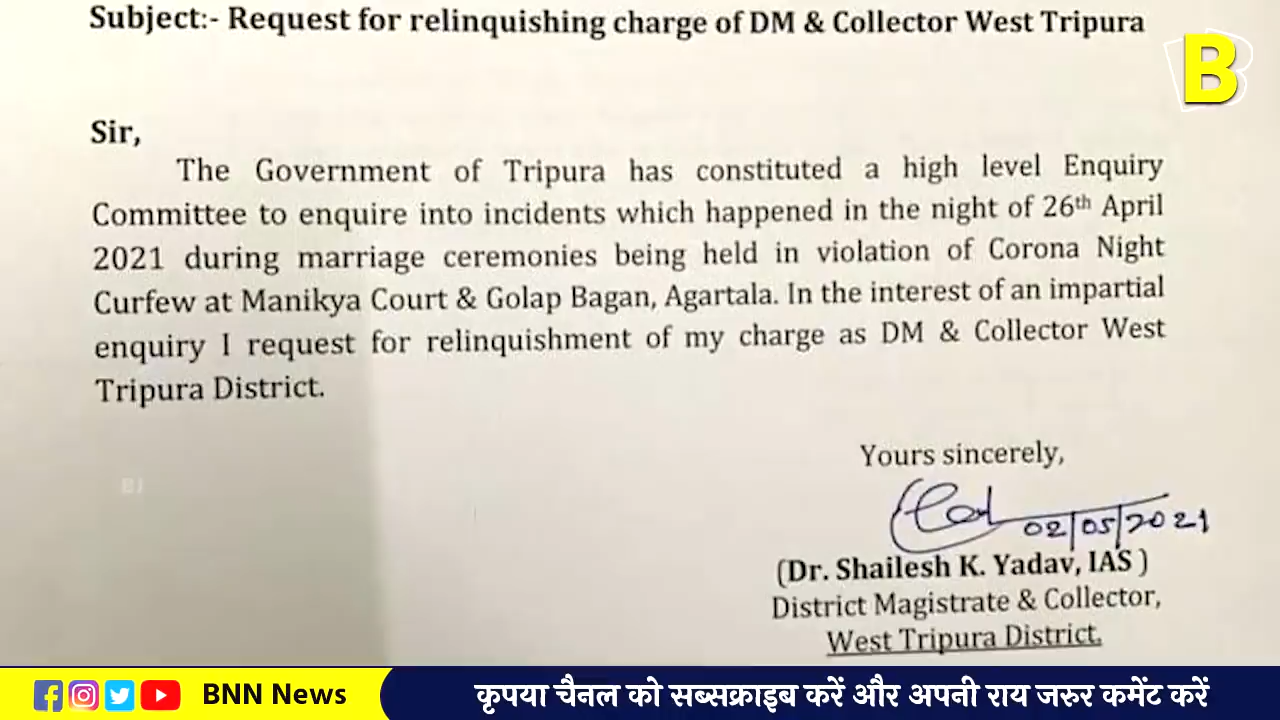 Subject:- Request for relinquishing charge of DM & Collector West Tripura
B
Sir,
The Government of Tripura has constituted a high level Enquiry
Committee to enquire into incidents which happened in the night of 26th April
2021 during marriage ceremonies being held in violation of Corona Night
Curfew at Manikya Court & Golap Bagan, Agartala. In the interest of an impartial
enquiry I request for relinquishment of my charge as DM & Collector West
Tripura District.
Yours sincerely,
02/05/2021
(Dr. Shailesh K. Yadav, IAS )
District Magistrate & Collector,
West Tripura District.
BNN News
कृपया चैनल को सब्सक्राइब करें और अपनी राय जरुर कमेंट करें